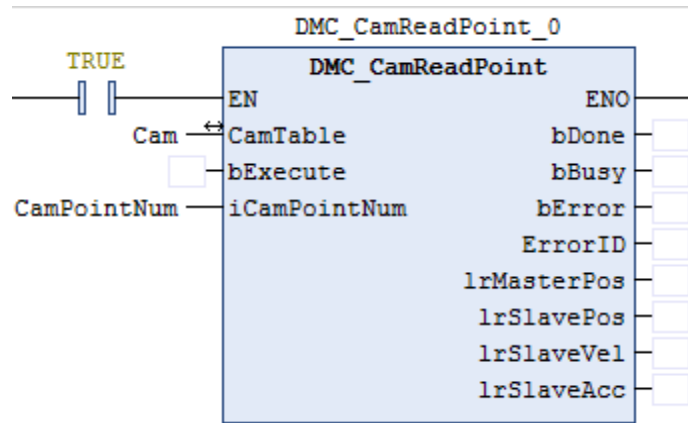 DMC_CamReadPoint_0
TRUE
DMC_CamReadPoint
EN ENO
Cam CamTable bDone
bExecute bBusy
CamPointNum iCamPointNum bError
ErrorID
lrMasterPos
lrSlavePos
lrSlaveVel
lrSlaveAcc